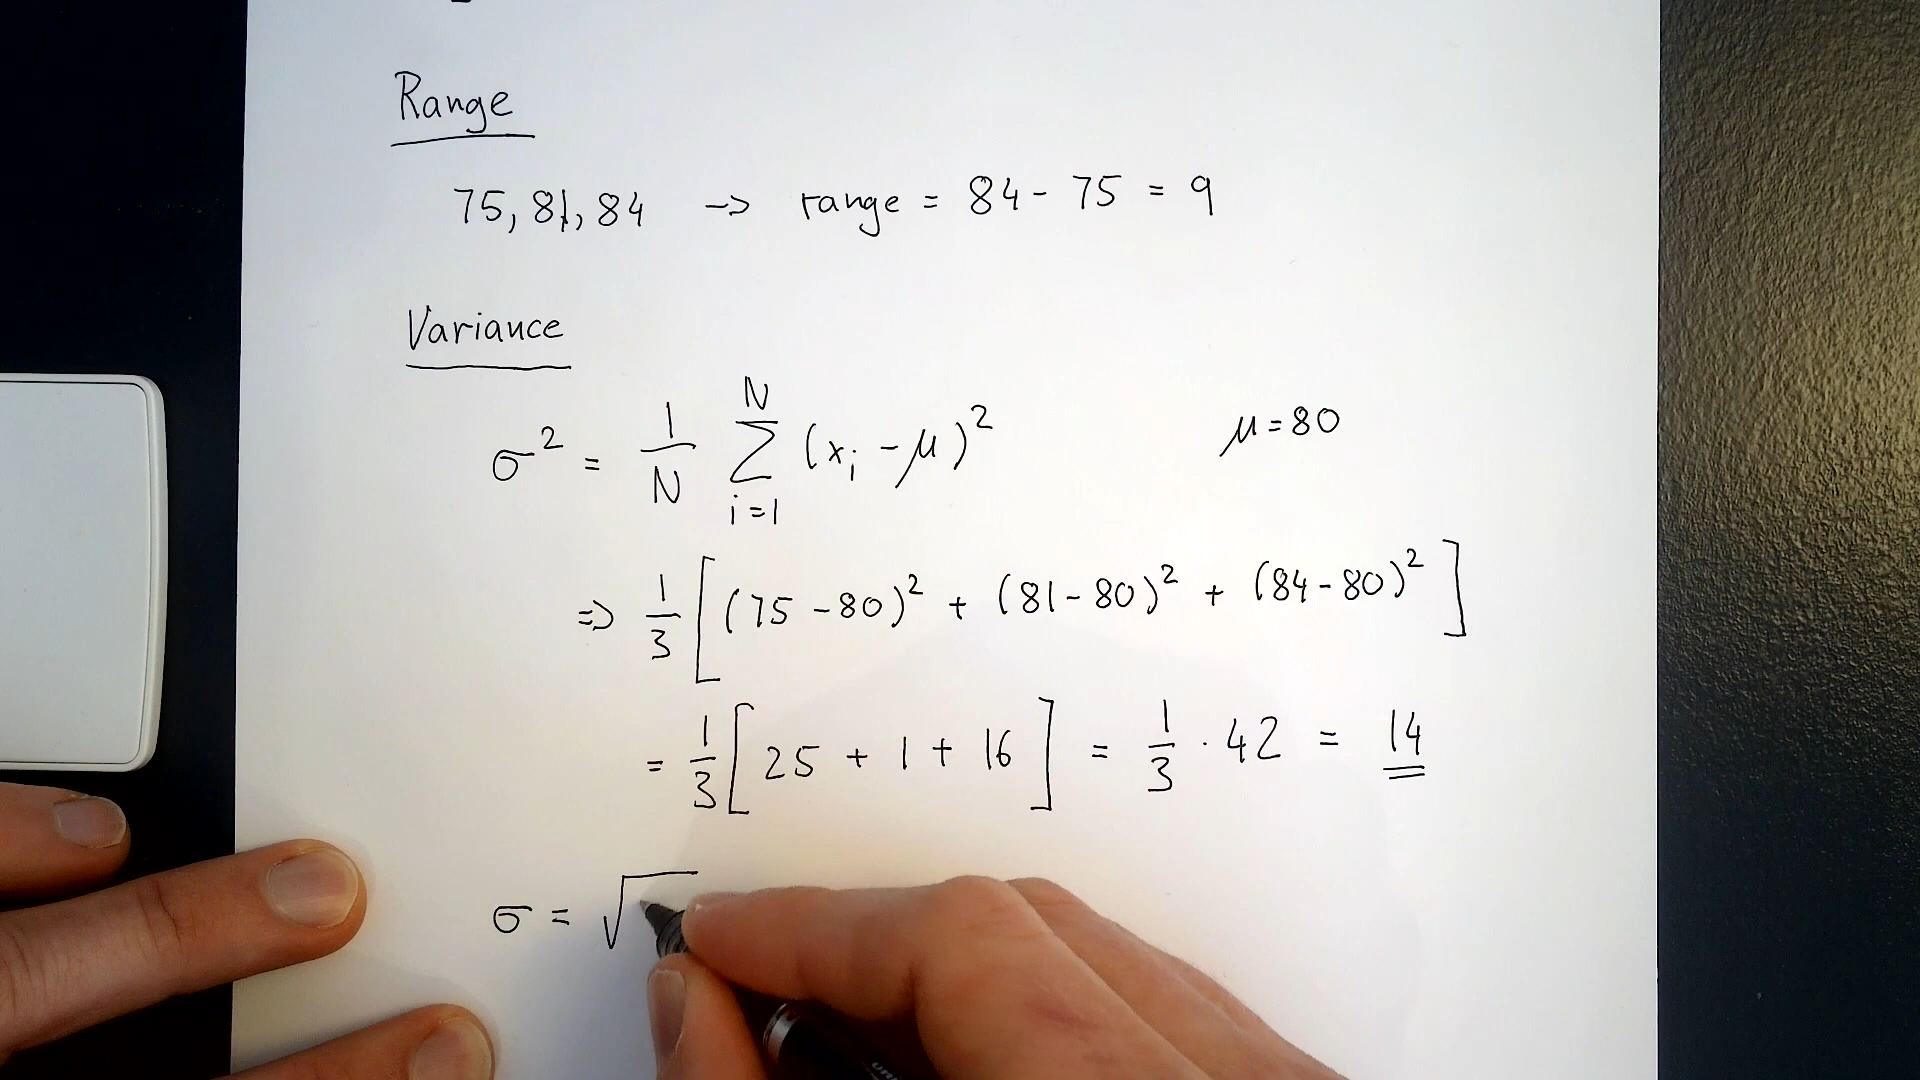 Range
75, 81, 84 -> range = 84 - 75 = 9
Variance
σ² = 1/N N∑i=1 (xᵢ - μ)² μ = 80
=> 1/3 [(75 - 80)² + (81 - 80)² + (84 - 80)²]
= 1/3 [25 + 1 + 16] = 1/3 · 42 = 14
σ = √